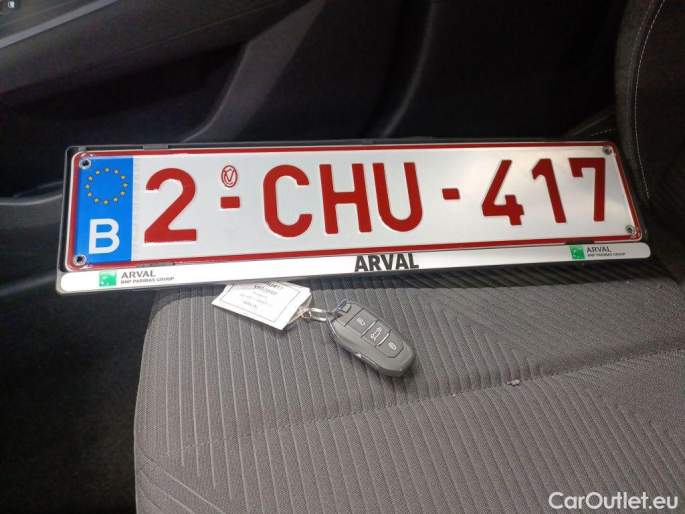 B 2-CHU-417
ARVAL
BNP PARIBAS GROUP
ARVAL
ARVAL
BNP PARIBAS GROUP
CarOutlet.eu